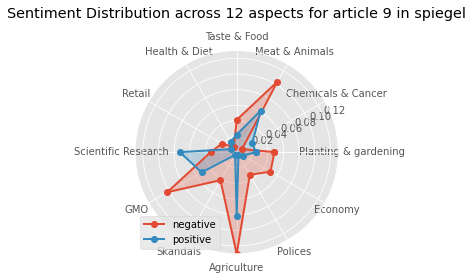 Sentiment Distribution across 12 aspects for article 9 in spiegel
Taste & Food
Health & Diet
Meat & Animals
Retail
Chemicals & Cancer
0.12
0.10
0.08
0.06
0.04
0.02
Scientific Research
Planting & gardening
GMO
Economy
negative
positive
Skandals
Polices
Agriculture